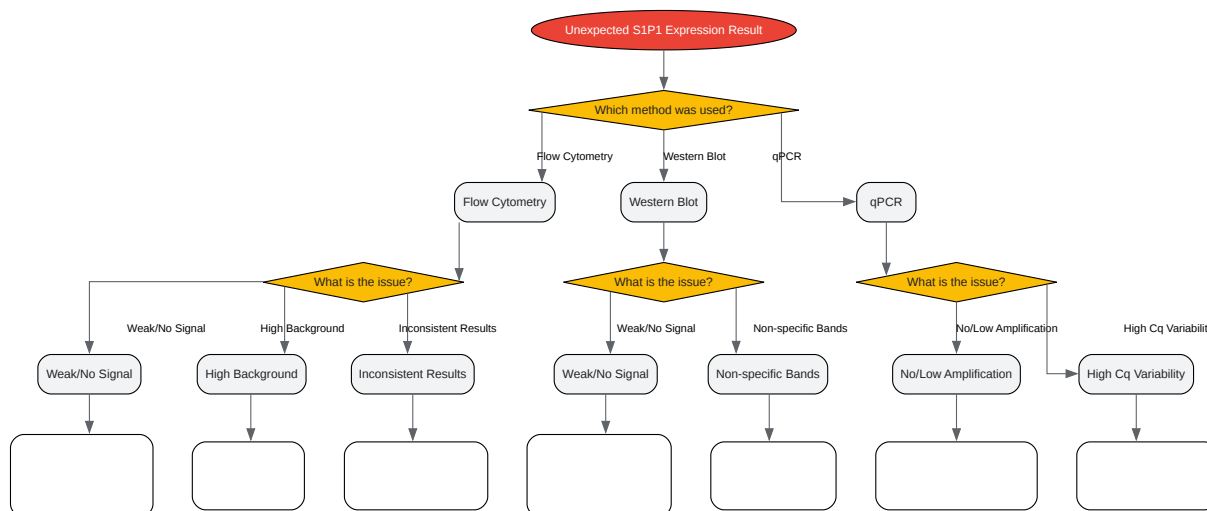 Unexpected S1P1 Expression Result
Which method was used?
Flow Cytometry
Western Blot
qPCR
Flow Cytometry
Western Blot
qPCR
What is the issue?
What is the issue?
What is the issue?
Weak/No Signal
High Background
Inconsistent Results
Weak/No Signal
Non-specific Bands
No/Low Amplification
High Cq Variabilit
Weak/No Signal
High Background
Inconsistent Results
Weak/No Signal
Non-specific Bands
No/Low Amplification
High Cq Variability